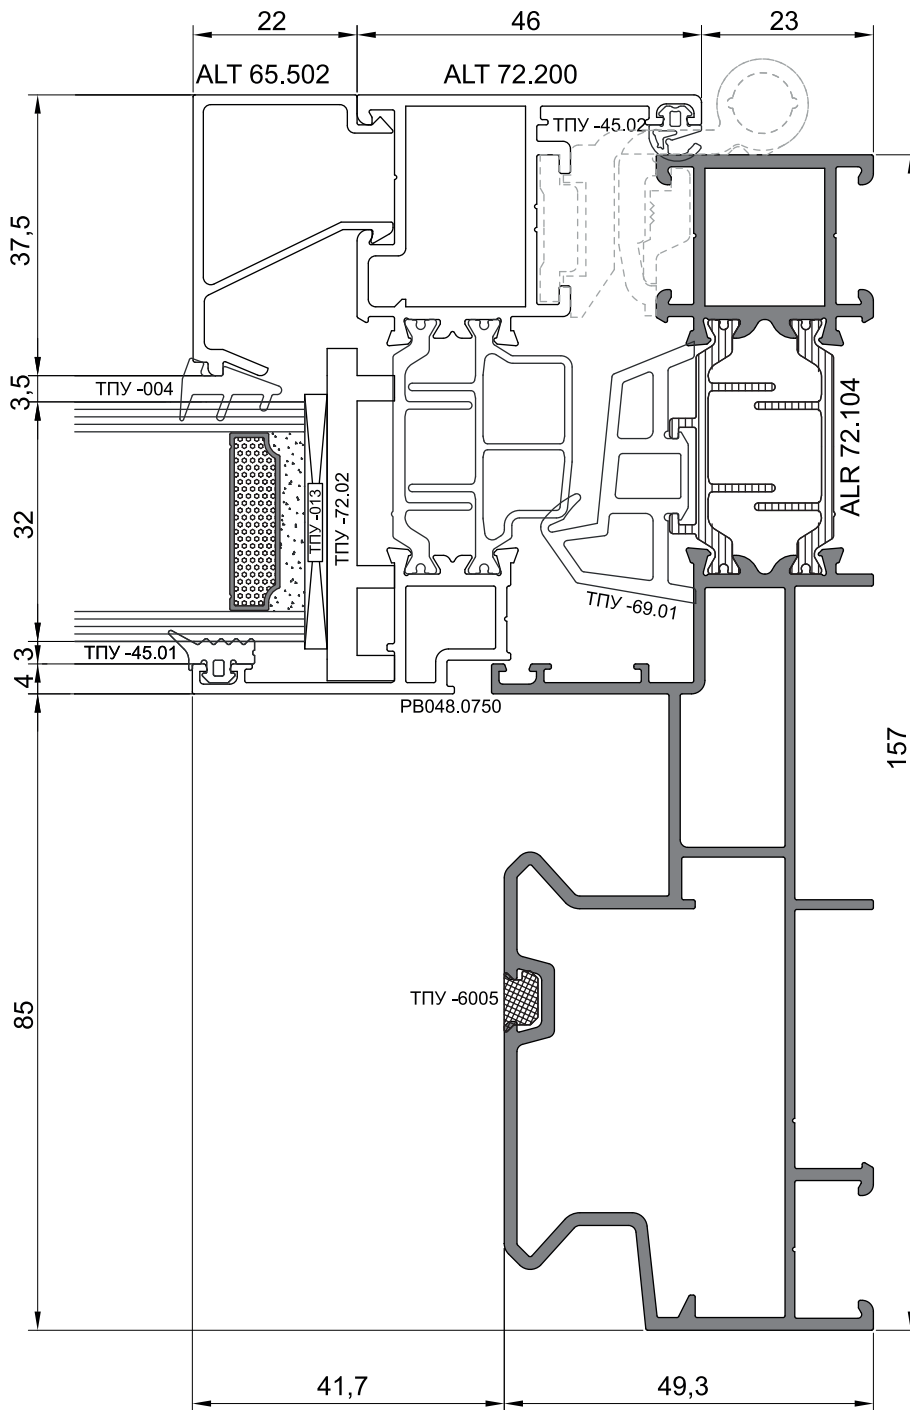 22
46
23
ALT 65.502
ALT 72.200
ТПУ -45.02
37,5
3,5
ТПУ -004
ALR 72.104
32
ТПУ-013
ТПУ -72.02
ТПУ -69.01
3
ТПУ -45.01
4
PB048.0750
157
85
ТПУ -6005
41,7
49,3